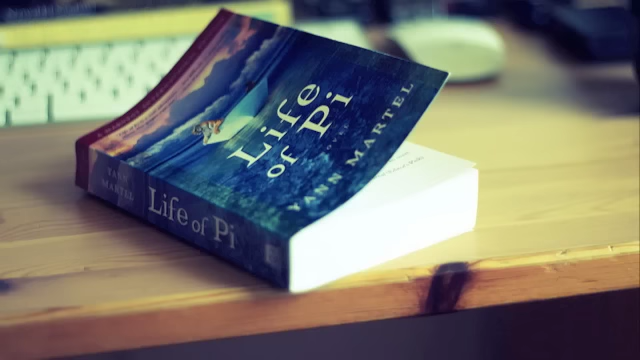 Life
of Pi
YANN MARTEL
YANN
MARTEL
Life of Pi